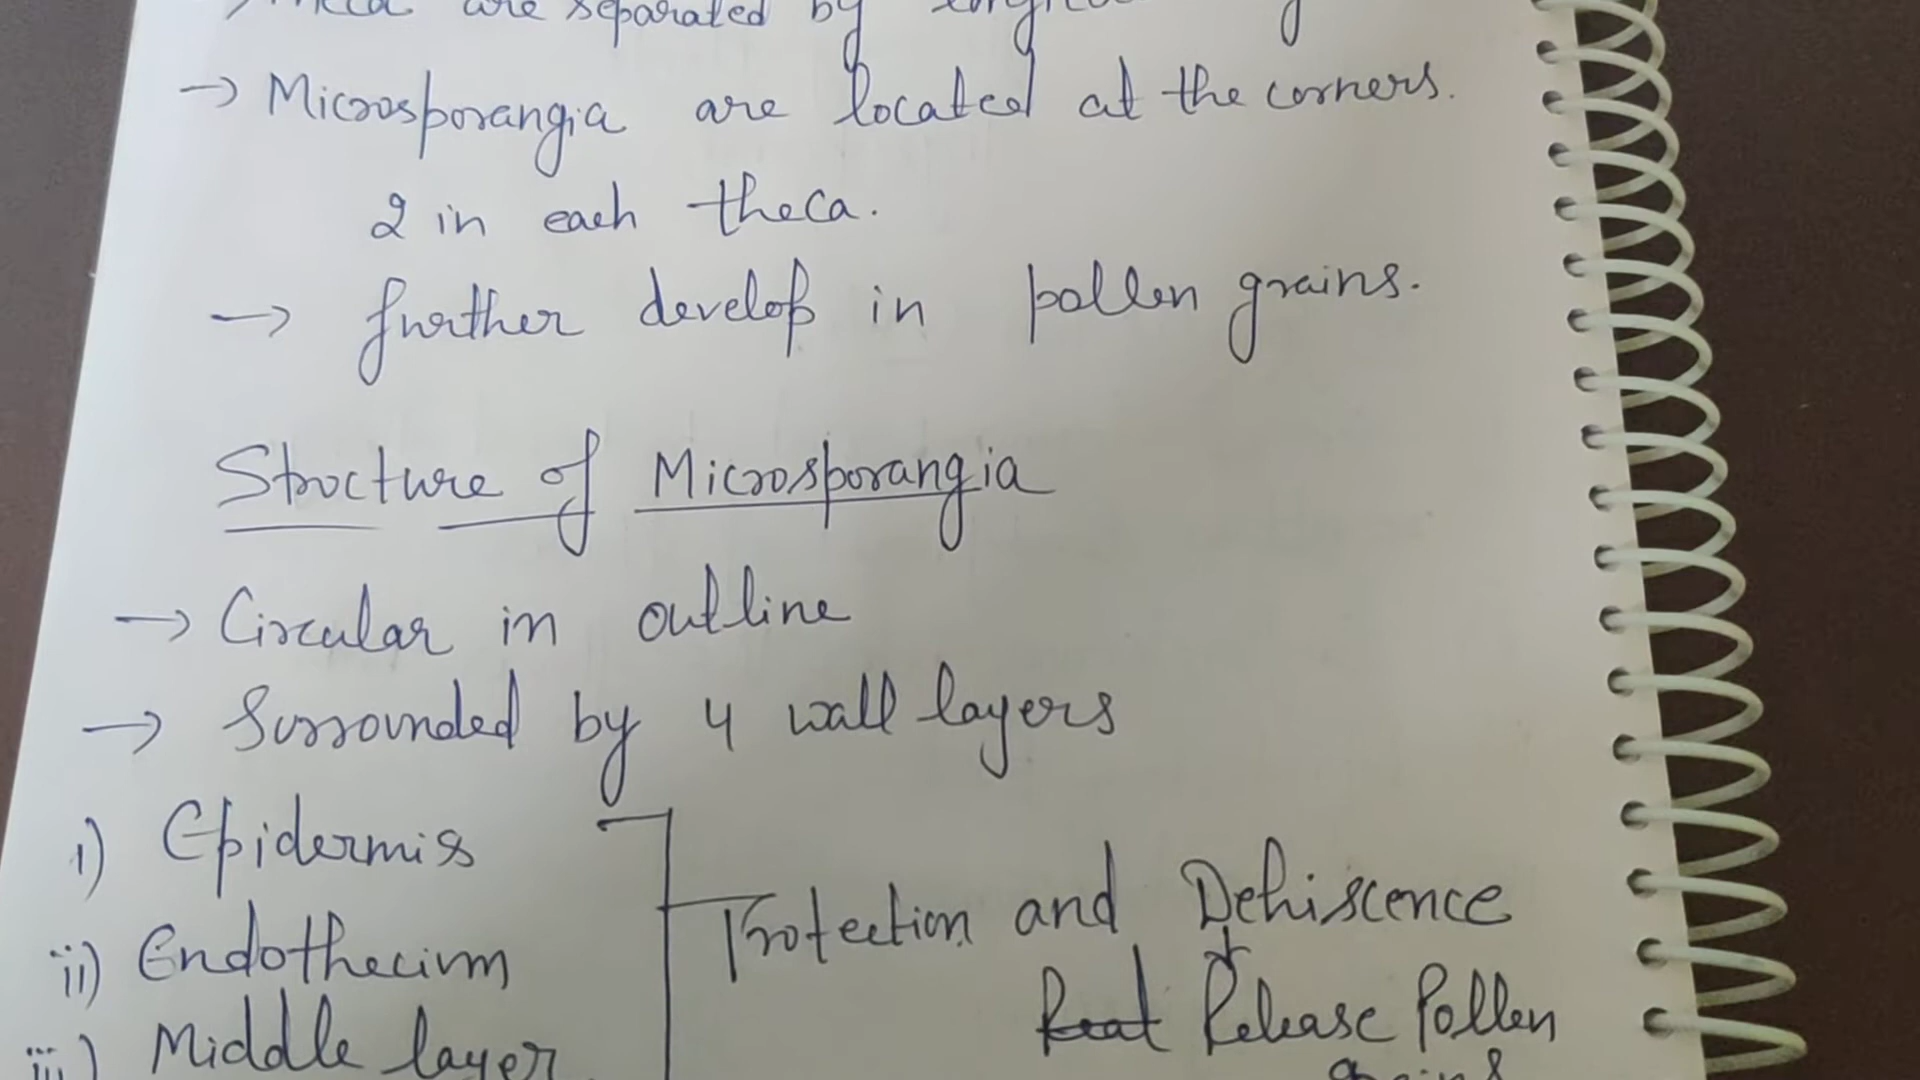 are separated by
→ Microsporangia are located at the corners.
2 in each theca.
→ further develop in pollen grains.
Structure of Microsporangia
→ Circular in outline
→ Surrounded by 4 wall layers
i) Epidermis
ii) Endothecium
Protection and Dehiscence
Release Pollen
iii) Middle layer
grains